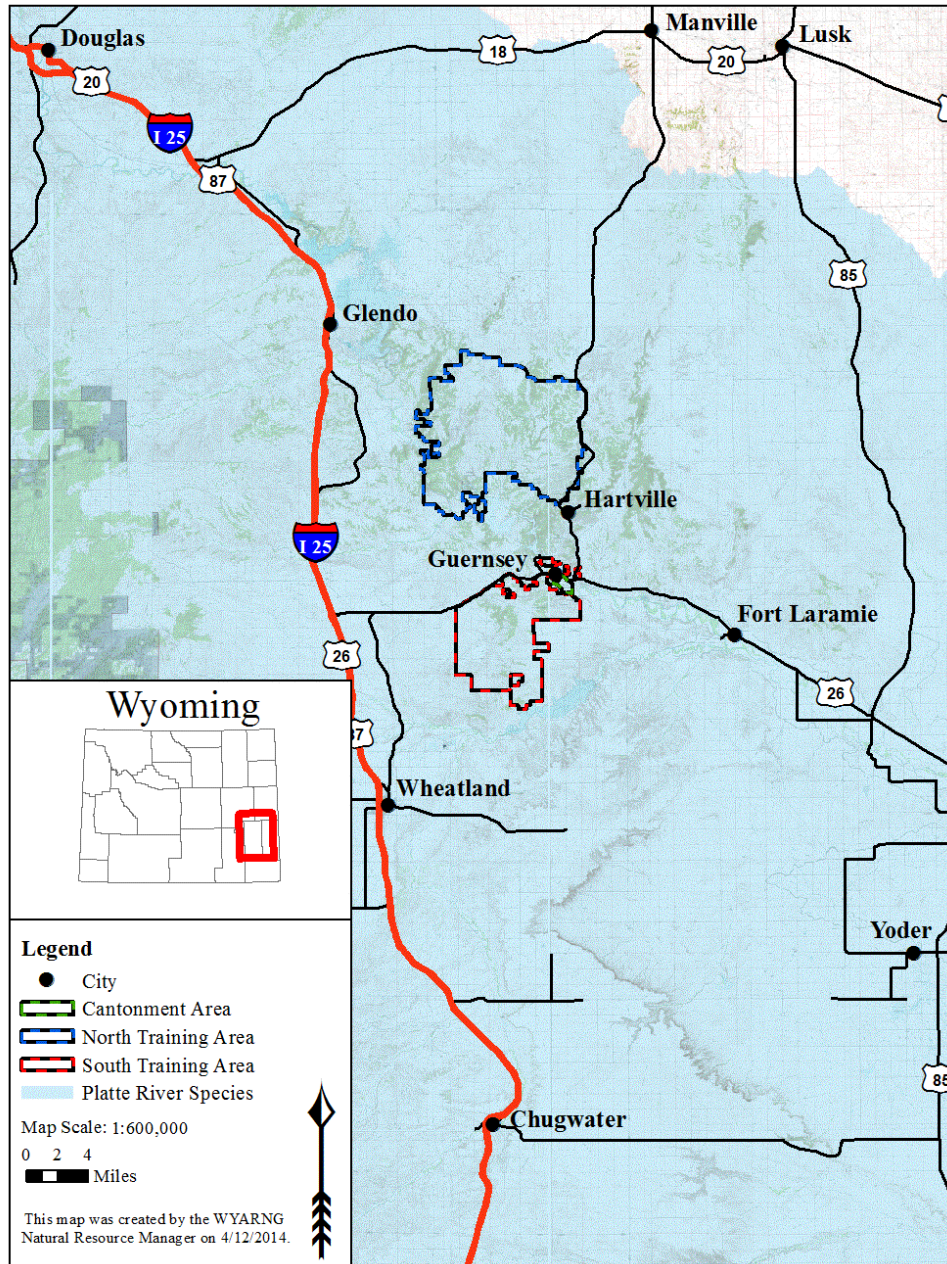 Douglas
Manville
Lusk
18
20
20
I 25
87
85
Glendo
Hartville
I 25
Guernsey
Fort Laramie
26
26
Wyoming
Wheatland
Yoder
Legend
City
Cantonment Area
North Training Area
South Training Area
Platte River Species
85
Map Scale: 1:600,000
Chugwater
0 2 4
Miles
This map was created by the WYARNG
Natural Resource Manager on 4/12/2014.